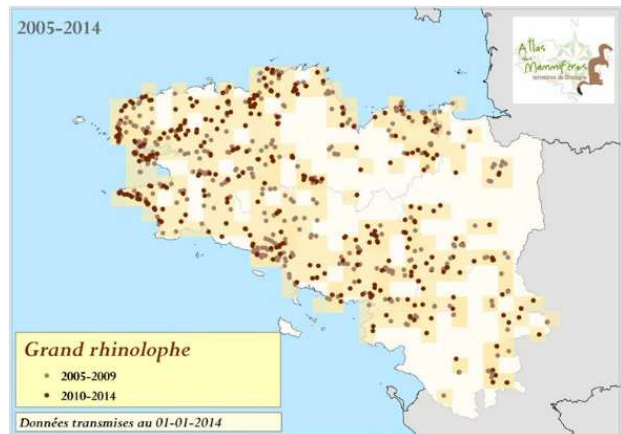 2005-2014
Atlas
des
Mammifères
terrestres de Bretagne
Grand rhinolophe
2005-2009
2010-2014
Données transmises au 01-01-2014